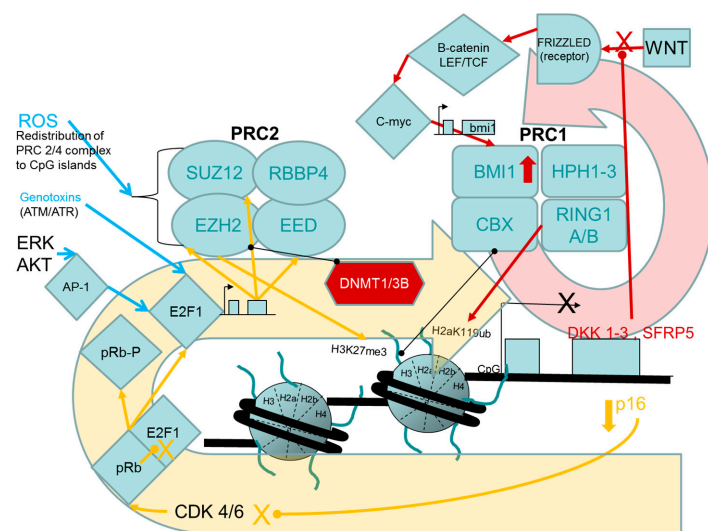 B-catenin
LEF/TCF
FRIZZLED
(receptor)
X
WNT
C-myc
bmi1
ROS
Redistribution of
PRC 2/4 complex
to CpG islands
PRC2
PRC1
SUZ12
RBBP4
BMI1
HPH1-3
EZH2
EED
CBX
RING1
A/B
Genotoxins
(ATM/ATR)
ERK
AKT
AP-1
E2F1
DNMT1/3B
X
H2aK119ub
DKK 1-3 , SFRP5
pRb-P
H3K27me3
CpG
H3
H2a
H2b
H4
H3
H2a
H2b
H4
p16
E2F1
X
pRb
CDK 4/6
X